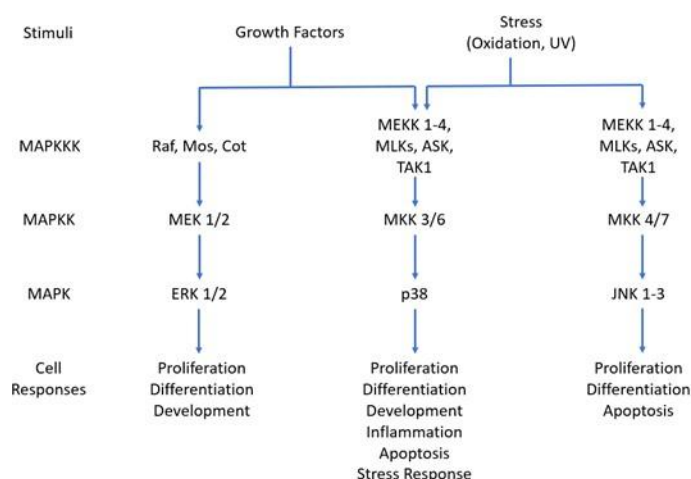 Stimuli
Growth Factors
Stress
(Oxidation, UV)
MAPKKK
Raf, Mos, Cot
MEKK 1-4,
MLKs, ASK,
TAK1
MEKK 1-4,
MLKs, ASK,
TAK1
MAPKK
MEK 1/2
MKK 3/6
MKK 4/7
MAPK
ERK 1/2
p38
JNK 1-3
Cell
Responses
Proliferation
Differentiation
Development
Proliferation
Differentiation
Development
Inflammation
Apoptosis
Stress Response
Proliferation
Differentiation
Apoptosis